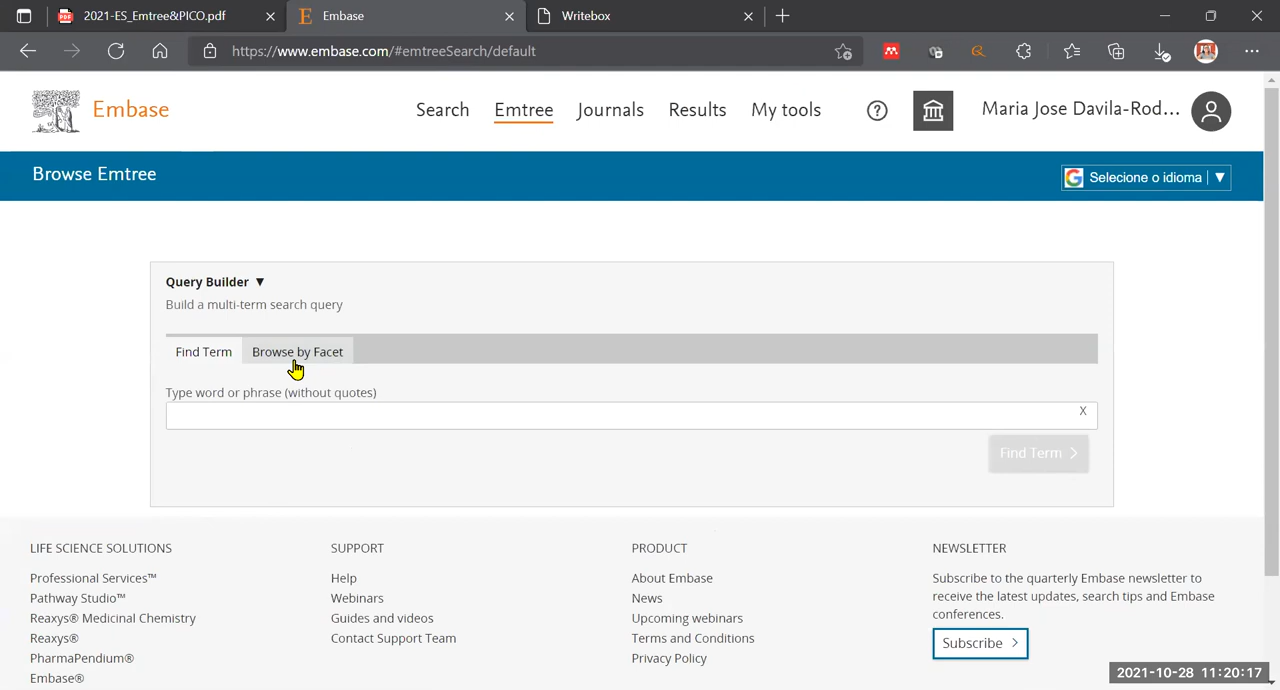 2021-ES_Emtree&PICO.pdf
Embase
Writebox
https://www.embase.com/#emtreeSearch/default
Embase
Search
Emtree
Journals
Results
My tools
Maria Jose Davila-Rod...
Browse Emtree
Selecione o idioma
Query Builder ▼
Build a multi-term search query
Find Term
Browse by Facet
Type word or phrase (without quotes)
X
Find Term
LIFE SCIENCE SOLUTIONS
Professional Services™
Pathway Studio™
Reaxys® Medicinal Chemistry
Reaxys®
PharmaPendium®
Embase®
SUPPORT
Help
Webinars
Guides and videos
Contact Support Team
PRODUCT
About Embase
News
Upcoming webinars
Terms and Conditions
Privacy Policy
NEWSLETTER
Subscribe to the quarterly Embase newsletter to
receive the latest updates, search tips and Embase
conferences.
Subscribe
2021-10-28 11:20:17